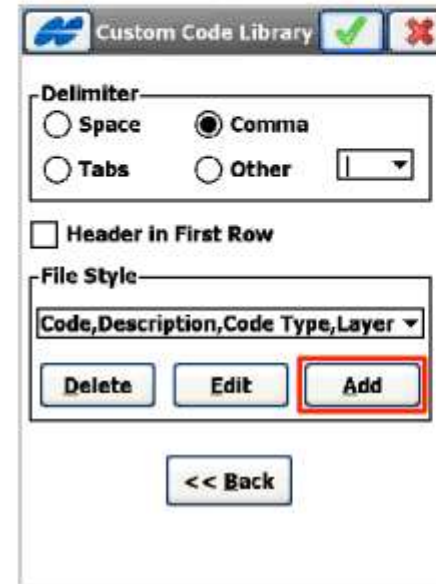 Custom Code Library
Delimiter
Space Comma
Tabs Other |
Header in First Row
File Style
Code,Description,Code Type,Layer
Delete Edit Add
<< Back